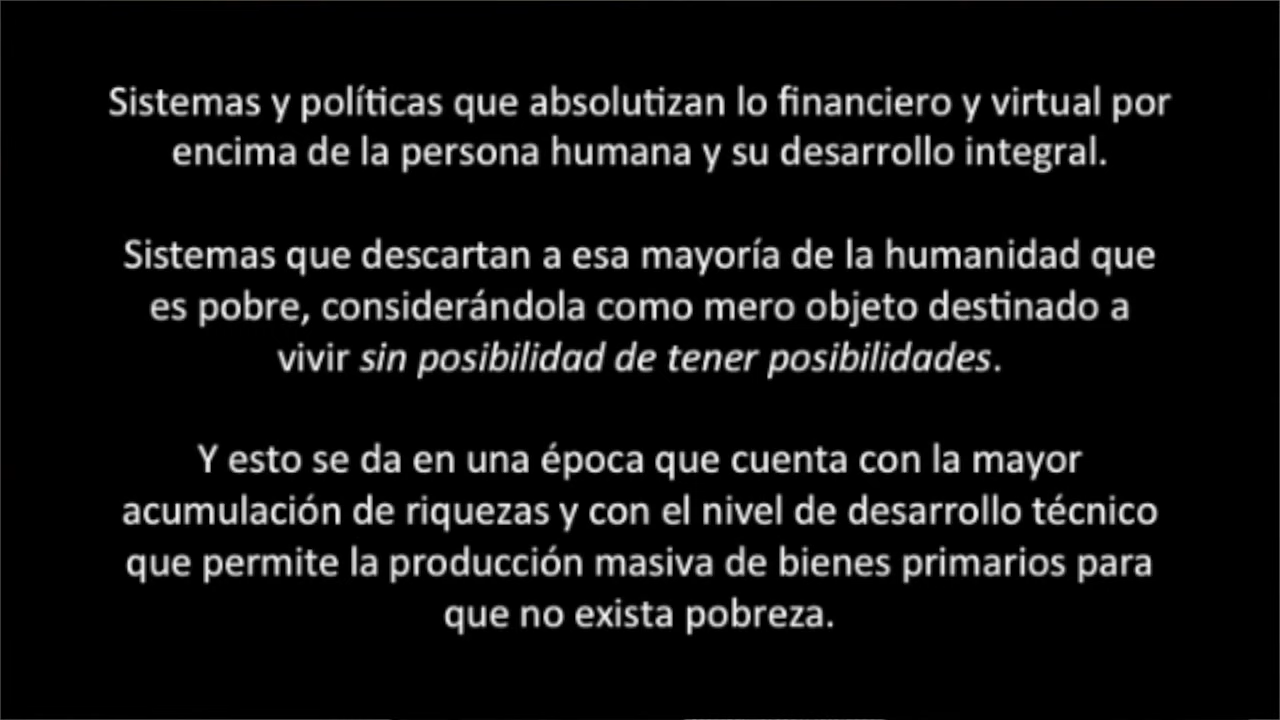 Sistemas y políticas que absolutizan lo financiero y virtual por
encima de la persona humana y su desarrollo integral.
Sistemas que descartan a esa mayoría de la humanidad que
es pobre, considerándola como mero objeto destinado a
vivir sin posibilidad de tener posibilidades.
Y esto se da en una época que cuenta con la mayor
acumulación de riquezas y con el nivel de desarrollo técnico
que permite la producción masiva de bienes primarios para
que no exista pobreza.